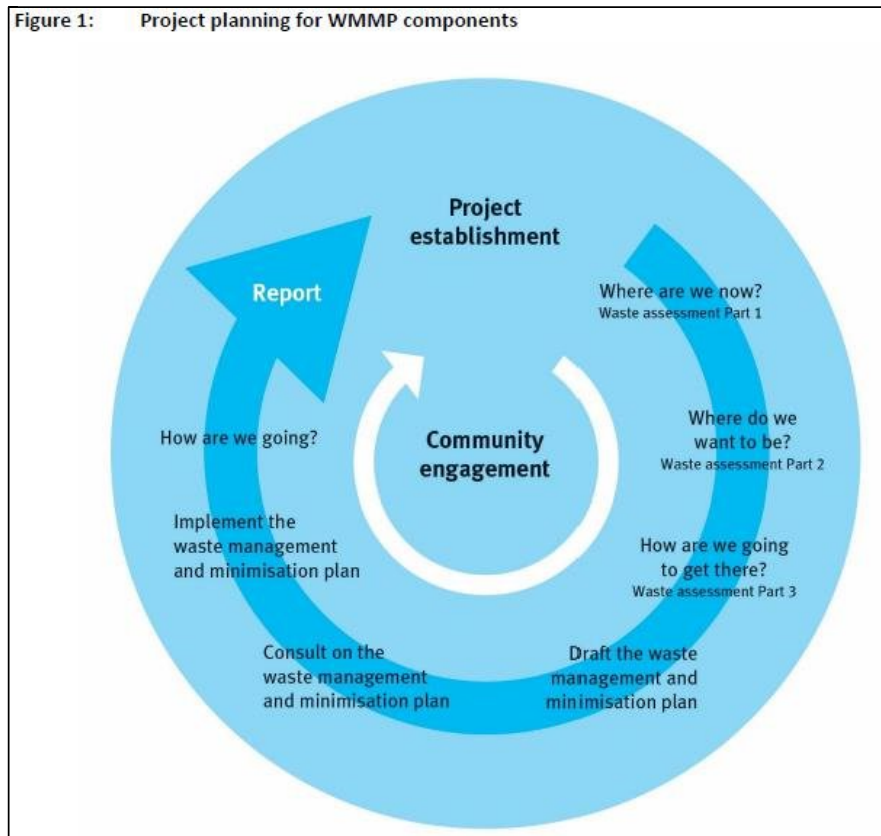 Figure 1: Project planning for WMMP components
Project
establishment
Report
Where are we now?
Waste assessment Part 1
Where do we
want to be?
Waste assessment Part 2
How are we going
to get there?
Waste assessment Part 3
Draft the waste
management and
minimisation plan
Consult on the
waste management
and minimisation plan
Implement the
waste management
and minimisation plan
How are we going?
Community
engagement